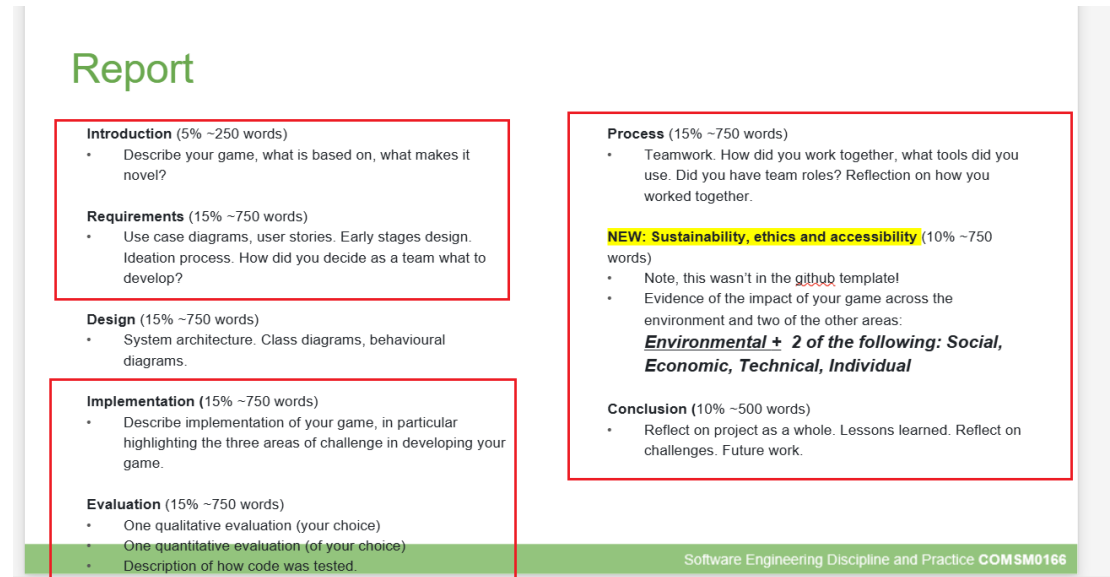 Report
Introduction (5% ~250 words)
• Describe your game, what is based on, what makes it
novel?
Requirements (15% ~750 words)
• Use case diagrams, user stories. Early stages design.
Ideation process. How did you decide as a team what to
develop?
Design (15% ~750 words)
• System architecture. Class diagrams, behavioural
diagrams.
Implementation (15% ~750 words)
• Describe implementation of your game, in particular
highlighting the three areas of challenge in developing your
game.
Evaluation (15% ~750 words)
• One qualitative evaluation (your choice)
• One quantitative evaluation (of your choice)
• Description of how code was tested.
Process (15% ~750 words)
• Teamwork. How did you work together, what tools did you
use. Did you have team roles? Reflection on how you
worked together.
NEW: Sustainability, ethics and accessibility (10% ~750
words)
• Note, this wasn't in the github template!
• Evidence of the impact of your game across the
environment and two of the other areas:
Environmental + 2 of the following: Social,
Economic, Technical, Individual
Conclusion (10% ~500 words)
• Reflect on project as a whole. Lessons learned. Reflect on
challenges. Future work.
Software Engineering Discipline and Practice COMSM0166